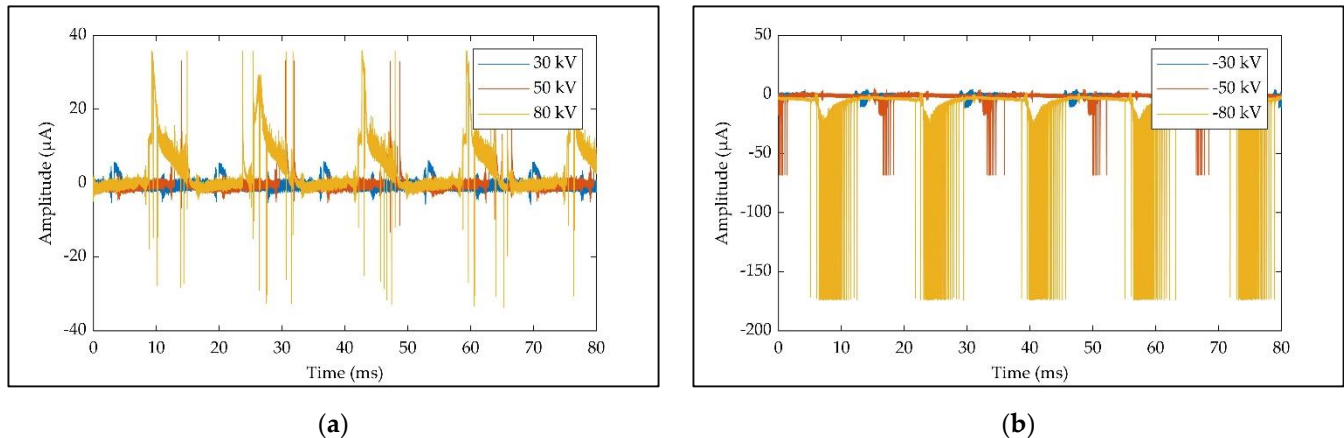 40
20
0
-20
-40
Amplitude (µA)
30 kV
50 kV
80 kV
0 10 20 30 40 50 60 70 80
Time (ms)
(a)
50
0
-50
-100
-150
-200
Amplitude (µA)
-30 kV
-50 kV
-80 kV
0 10 20 30 40 50 60 70 80
Time (ms)
(b)